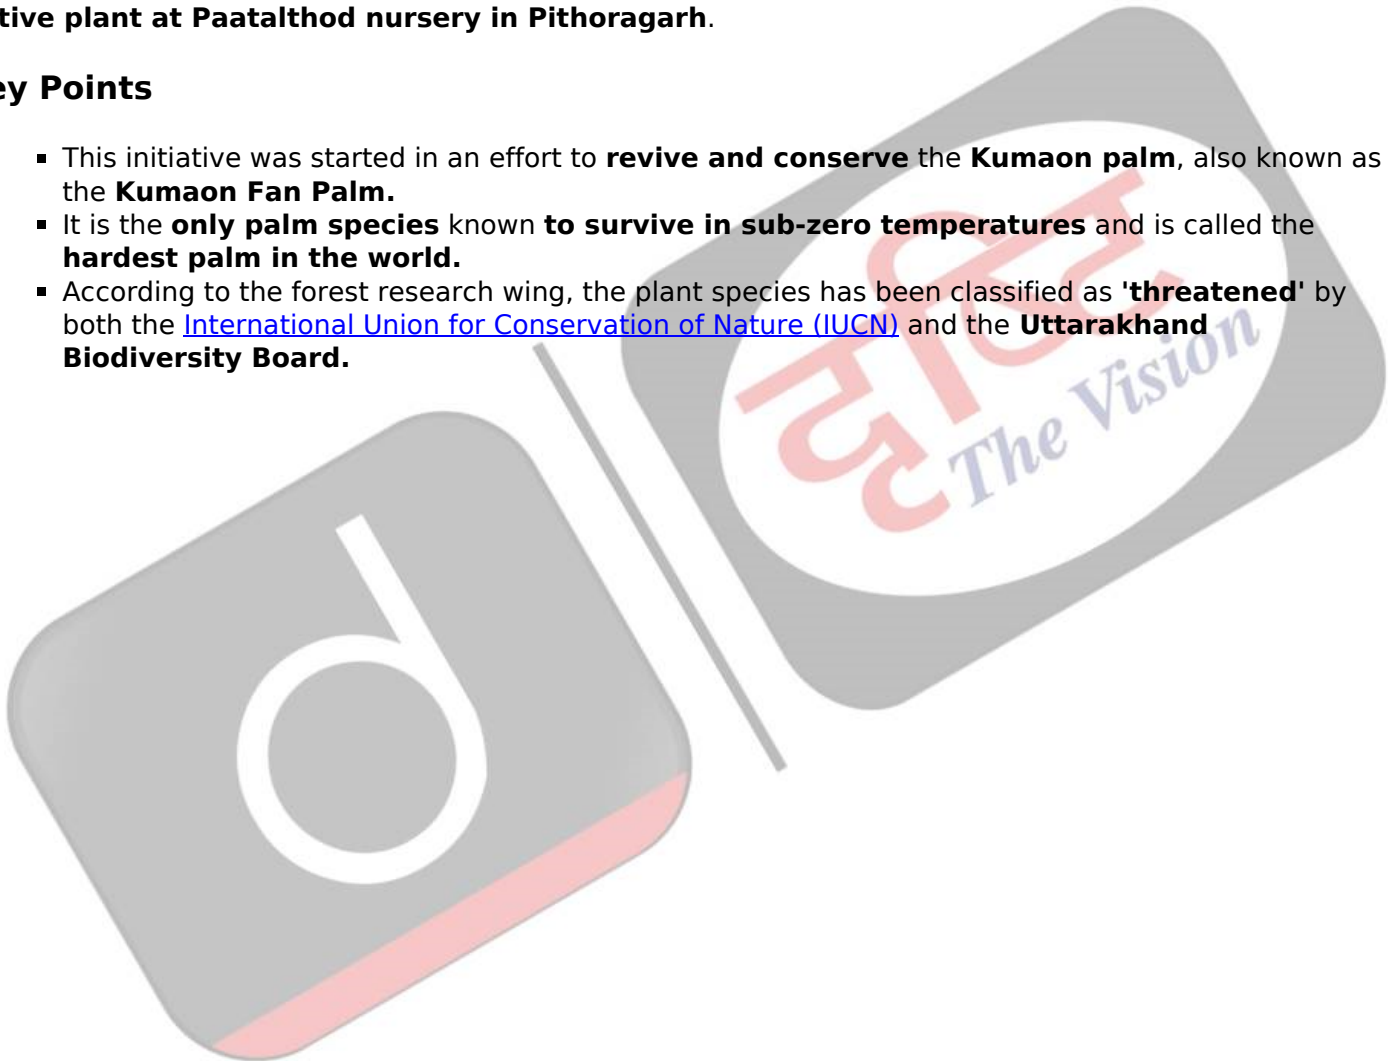 tive plant at Paatalthod nursery in Pithoragarh.
ey Points
This initiative was started in an effort to revive and conserve the Kumaon palm, also known as
the Kumaon Fan Palm.
It is the only palm species known to survive in sub-zero temperatures and is called the
hardest palm in the world.
According to the forest research wing, the plant species has been classified as 'threatened' by
both the International Union for Conservation of Nature (IUCN) and the Uttarakhand
Biodiversity Board.
दृष्टि
The Vision
d